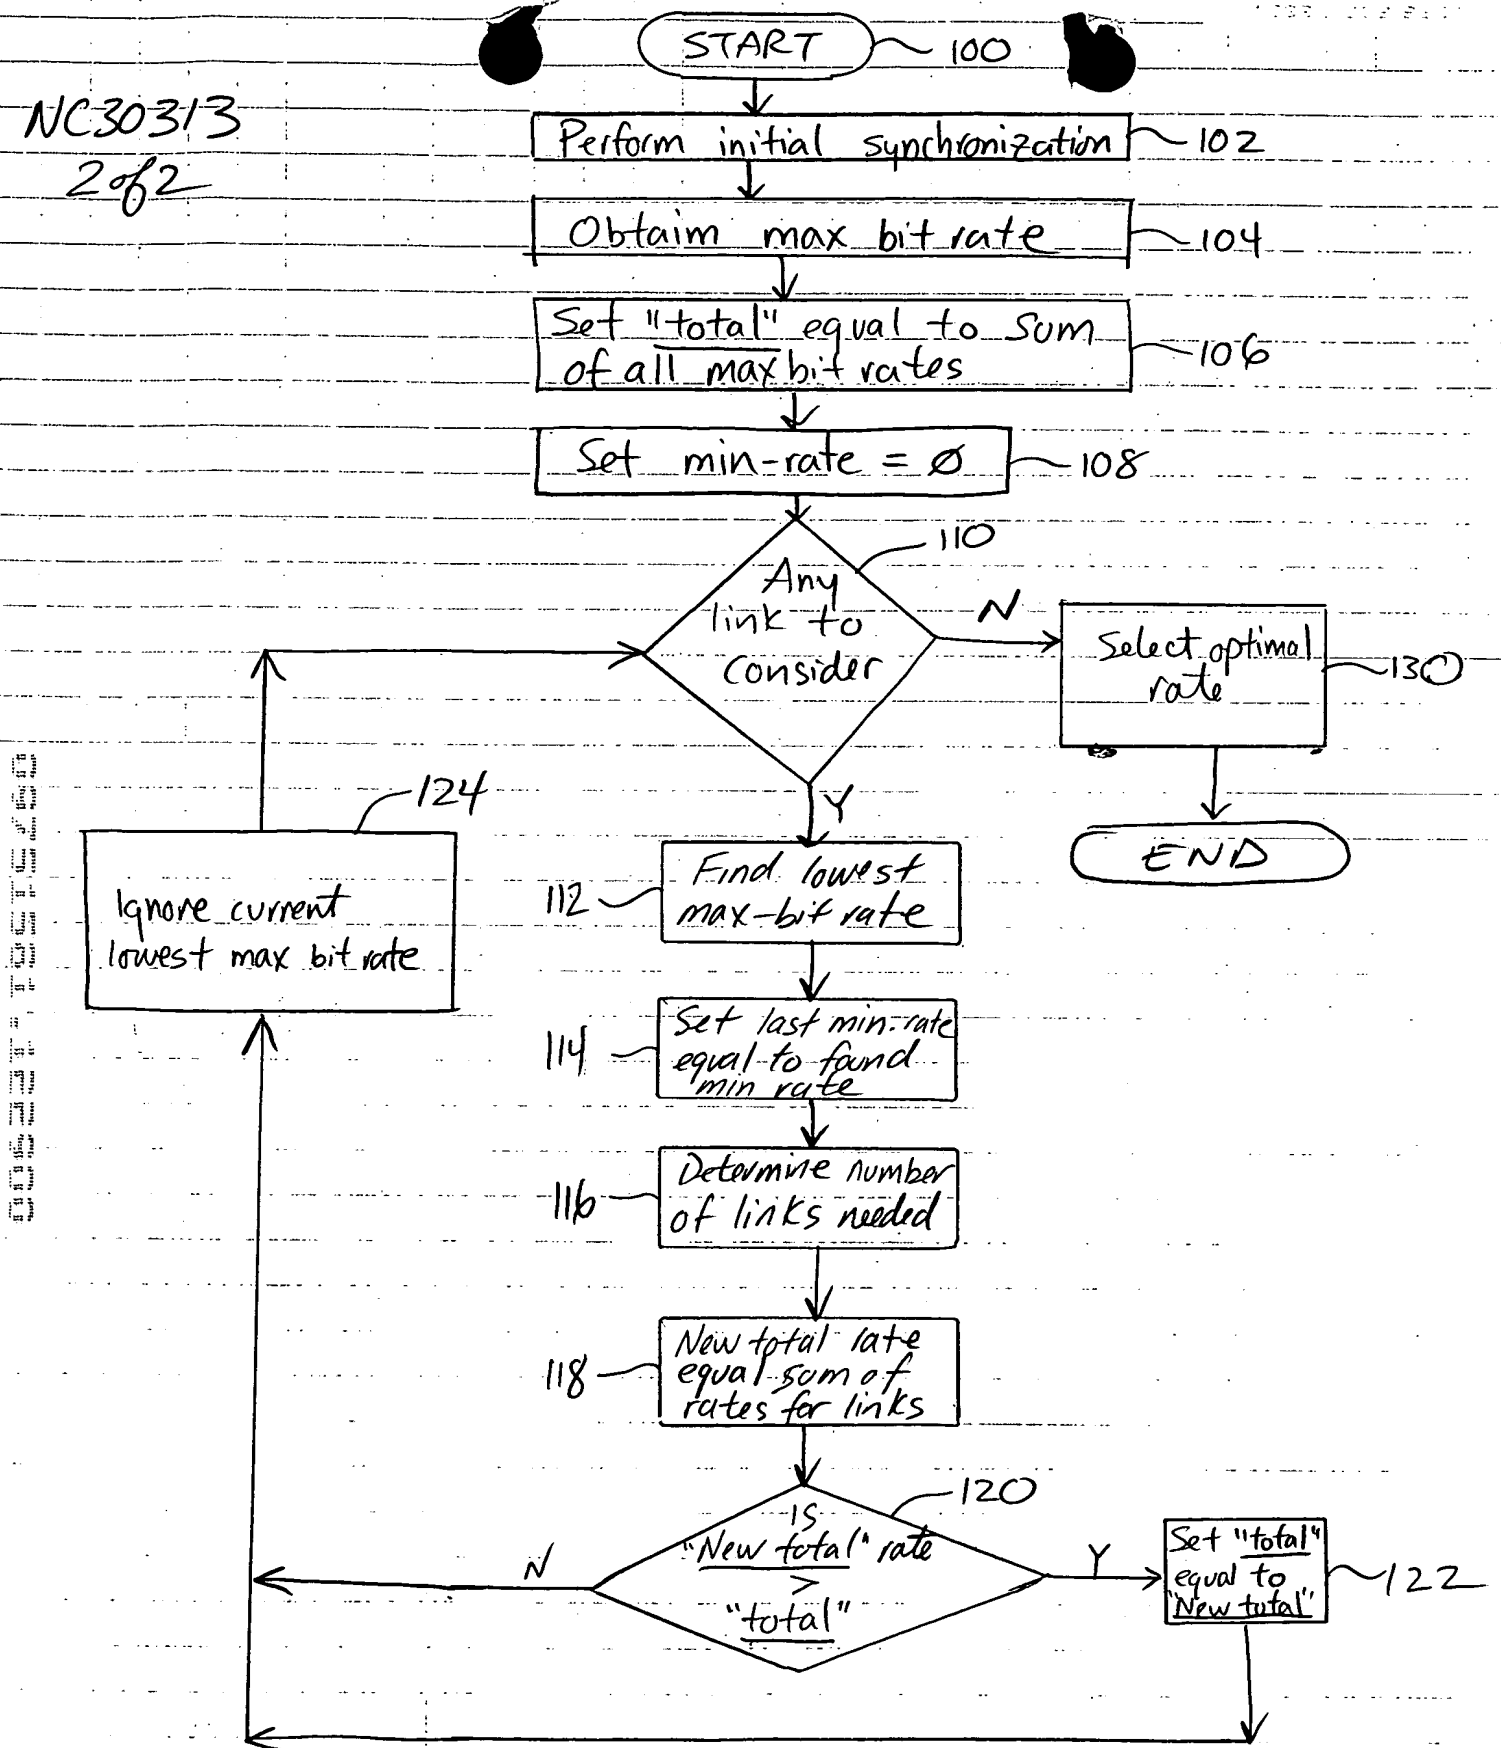 START
100
NC30313
2 of 2
Perform initial synchronization
102
Obtaim max bit rate
104
Set "total" equal to Sum
of all max bit rates
106
Set min-rate = Ø
108
110
Any
link to
consider
N
Select optimal
rate
130
Y
END
124
Ignore current
lowest max bit rate
Find lowest
max-bit rate
112
Set last min-rate
equal to found
min rate
114
Determine number
of links needed
116
New total rate
equal sum of
rates for links
118
120
is
"New total" rate
>
"total"
N
Y
Set "total"
equal to
"New total"
122